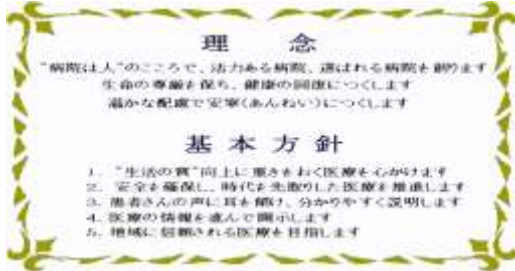 理　念
"病院は人"のこころで、活力ある病院、選ばれる病院を創ります
生命の尊厳を保ち、健康の回復につくします
温かな配慮で安寧(あんねい)につくします
基本方針
1. "生活の質"向上に重きをおく医療を心がけます
2. 安全を確保し、時代を先取りした医療を推進します
3. 患者さんの声に耳を傾け、分かりやすく説明します
4. 医療の情報を進んで開示します
5. 地域に信頼される医療を目指します